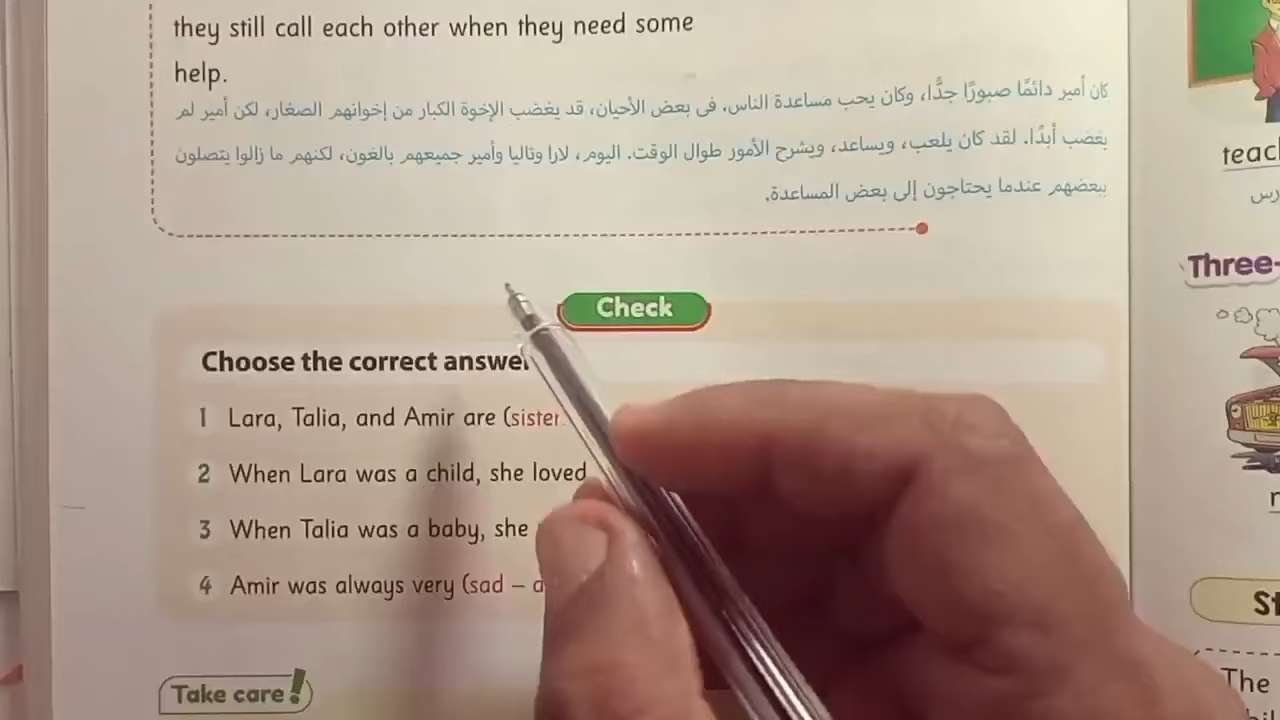 they still call each other when they need some
help.
كان أمير دائمًا صبورًا جدًّا، وكان يحب مساعدة الناس. فى بعض الأحيان، قد يغضب الإخوة الكبار من إخوانهم الصغار، لكن أمير لم
يغضب أبدًا. لقد كان يلعب، ويساعد، ويشرح الأمور طوال الوقت. اليوم، لارا وتاليا وأمير جميعهم بالغون، لكنهم ما زالوا يتصلون
ببعضهم عندما يحتاجون إلى بعض المساعدة.
Check
Choose the correct answer
1 Lara, Talia, and Amir are (sister
2 When Lara was a child, she loved
3 When Talia was a baby, she
4 Amir was always very (sad – a
Take care!
teac
رس
Three-
St
The